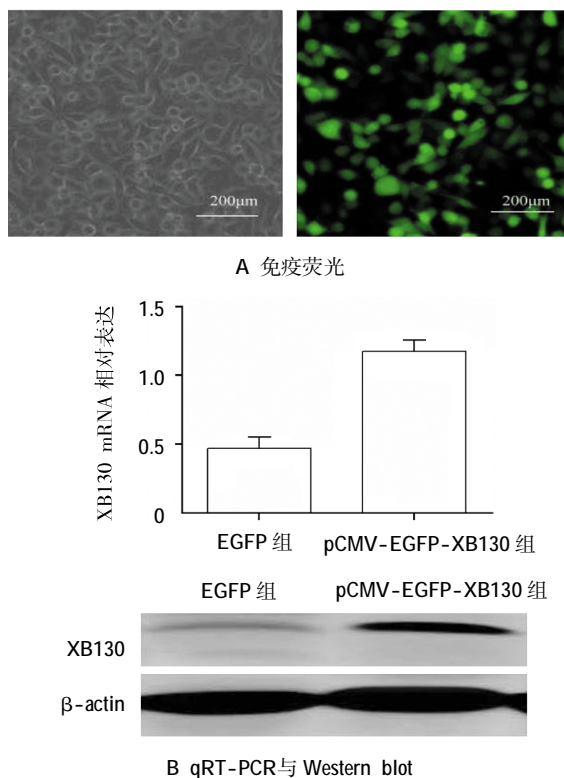 200μm
200μm
A 免疫荧光
XB130 mRNA 相对表达
1.5
1.0
0.5
0
EGFP 组
pCMV-EGFP-XB130 组
EGFP 组
pCMV-EGFP-XB130 组
XB130
β-actin
B qRT-PCR与 Western blot